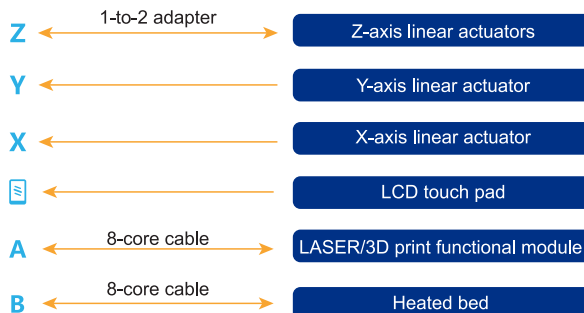 Z 1-to-2 adapter Z-axis linear actuators
Y Y-axis linear actuator
X X-axis linear actuator
LCD touch pad
A 8-core cable LASER/3D print functional module
B 8-core cable Heated bed